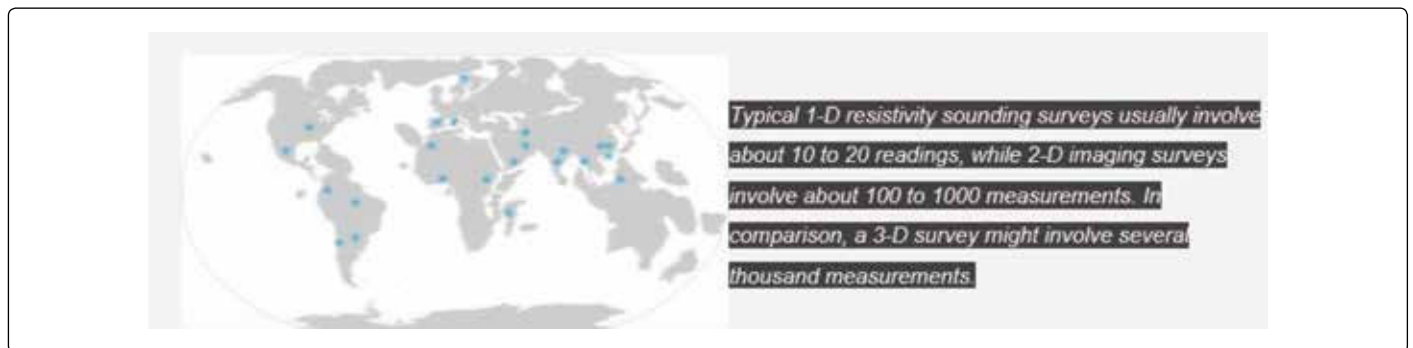 Typical 1-D resistivity sounding surveys usually involve
about 10 to 20 readings, while 2-D imaging surveys
involve about 100 to 1000 measurements. In
comparison, a 3-D survey might involve several
thousand measurements.